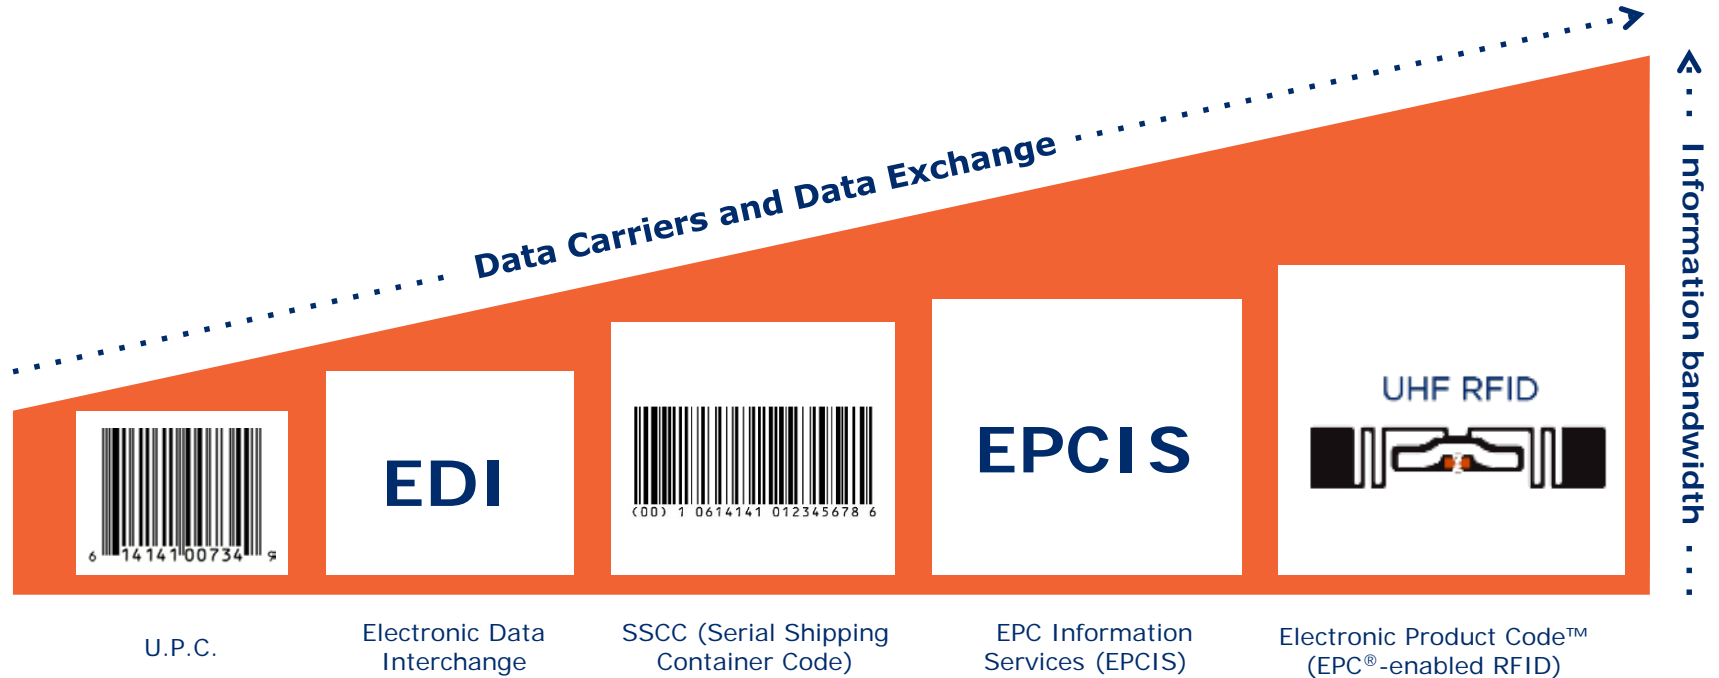 Data Carriers and Data Exchange
Information bandwidth
6 14141 00734 9
EDI
(00) 1 0614141 012345678 6
EPCIS
UHF RFID
U.P.C.
Electronic Data
Interchange
SSCC (Serial Shipping
Container Code)
EPC Information
Services (EPCIS)
Electronic Product Code™
(EPC®-enabled RFID)